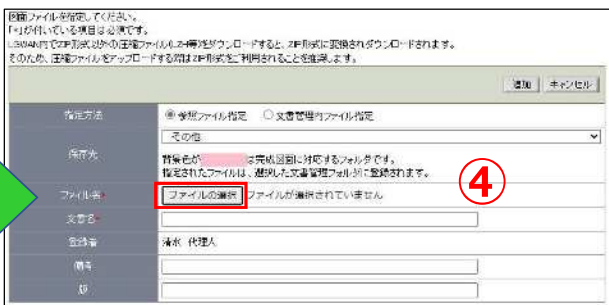 図面ファイルを指定してください。
「*」が付いている項目は必須です。
LGWAN内でZIP形式以外の圧縮ファイル(LZH等)をダウンロードすると、ZIP形式に変換されダウンロードされます。
そのため、圧縮ファイルをアップロードする際はZIP形式をご利用されることを推奨します。
追加 キャンセル
指定方法 参照ファイル指定 文書管理内ファイル指定
保存先 その他
背景色が は完成図面に対応するフォルダです。
指定されたファイルは、選択した文書管理フォルダに登録されます。
ファイル名* ファイルの選択 ファイルが選択されていません
④
文書名*
登録者 清水 代理人
備考
版